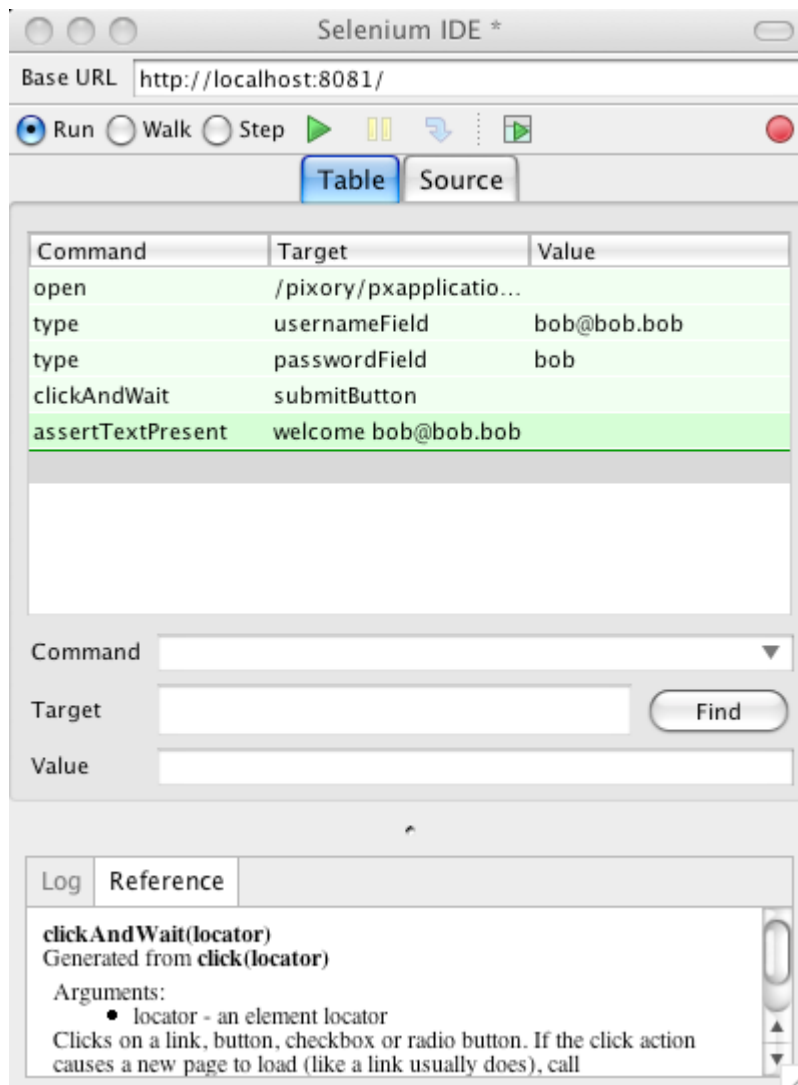 Selenium IDE *
Base URL http://localhost:8081/
Run Walk Step
Table Source
Command Target Value
open /pixory/pxapplicatio...
type usernameField bob@bob.bob
type passwordField bob
clickAndWait submitButton
assertTextPresent welcome bob@bob.bob
Command
Target Find
Value
Log Reference
clickAndWait(locator)
Generated from click(locator)
Arguments:
• locator - an element locator
Clicks on a link, button, checkbox or radio button. If the click action
causes a new page to load (like a link usually does), call